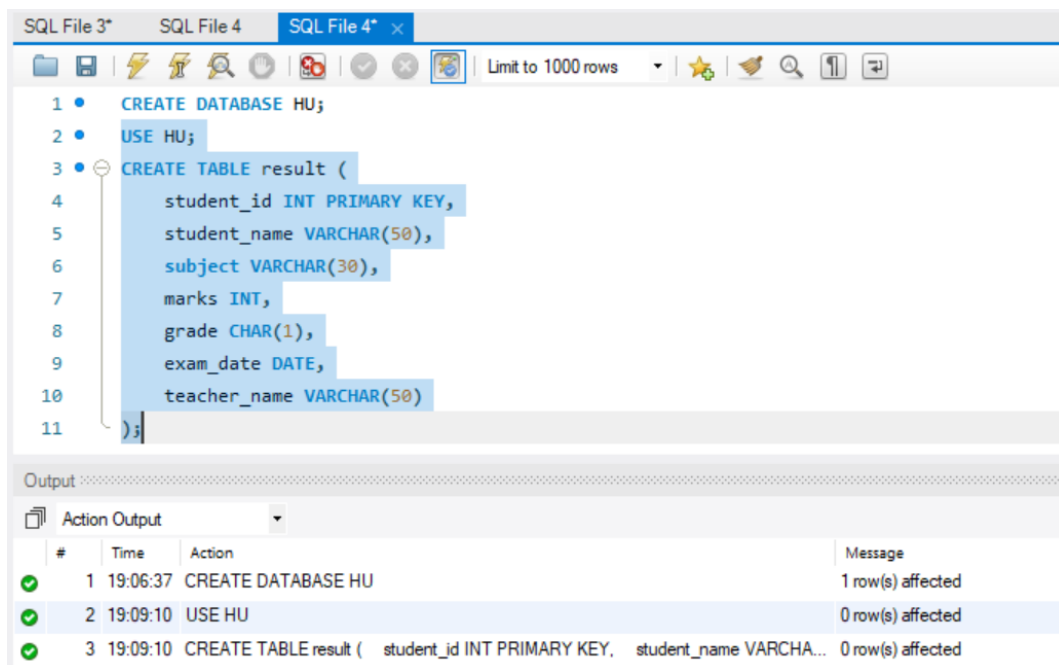 SQL File 3* SQL File 4 SQL File 4* ×
Limit to 1000 rows
1 CREATE DATABASE HU;
2 USE HU;
3 CREATE TABLE result (
4 student_id INT PRIMARY KEY,
5 student_name VARCHAR(50),
6 subject VARCHAR(30),
7 marks INT,
8 grade CHAR(1),
9 exam_date DATE,
10 teacher_name VARCHAR(50)
11 );
Output
Action Output
# Time Action Message
1 19:06:37 CREATE DATABASE HU 1 row(s) affected
2 19:09:10 USE HU 0 row(s) affected
3 19:09:10 CREATE TABLE result ( student_id INT PRIMARY KEY, student_name VARCHA... 0 row(s) affected